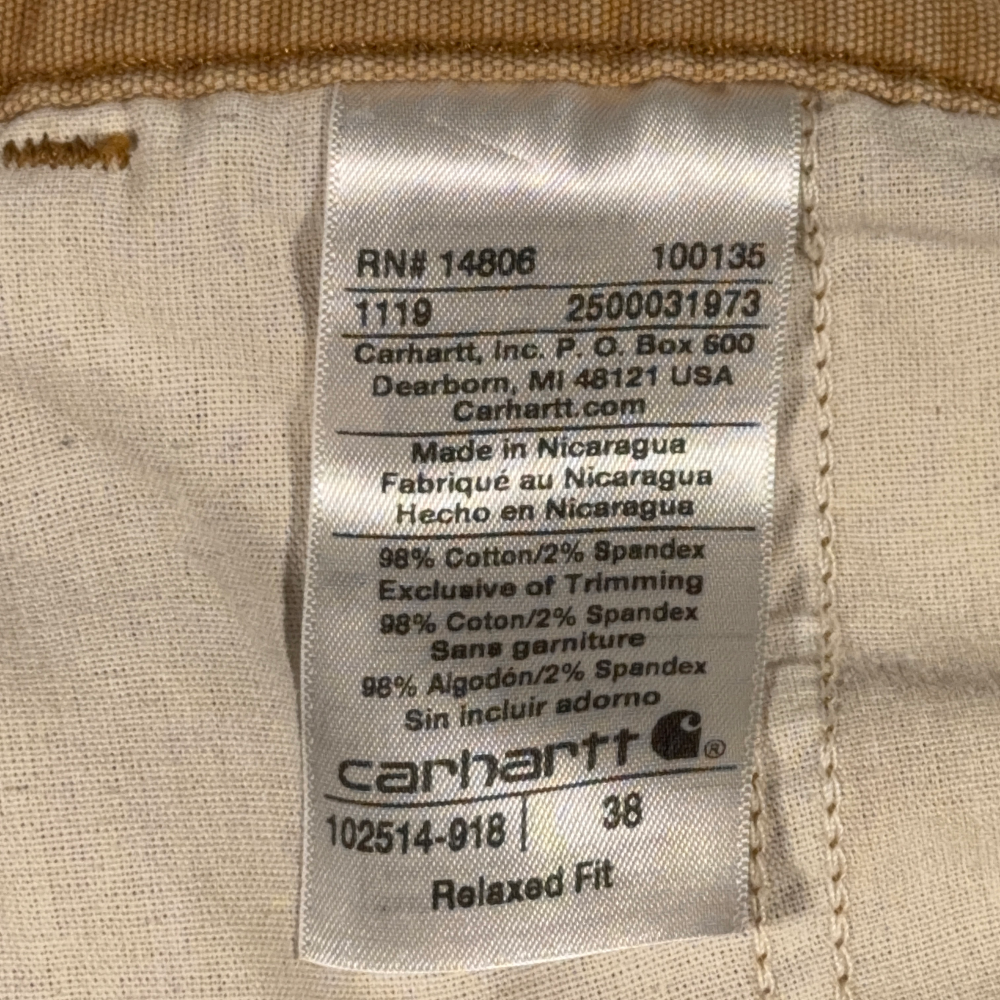 RN# 14806 100135
1119 2500031973
Carhartt, Inc. P. O. Box 600
Dearborn, MI 48121 USA
Carhartt.com
Made in Nicaragua
Fabriqué au Nicaragua
Hecho en Nicaragua
98% Cotton/2% Spandex
Exclusive of Trimming
98% Coton/2% Spandex
Sans garniture
98% Algodón/2% Spandex
Sin incluir adorno
carhartt ®
102514-918 | 38
Relaxed Fit